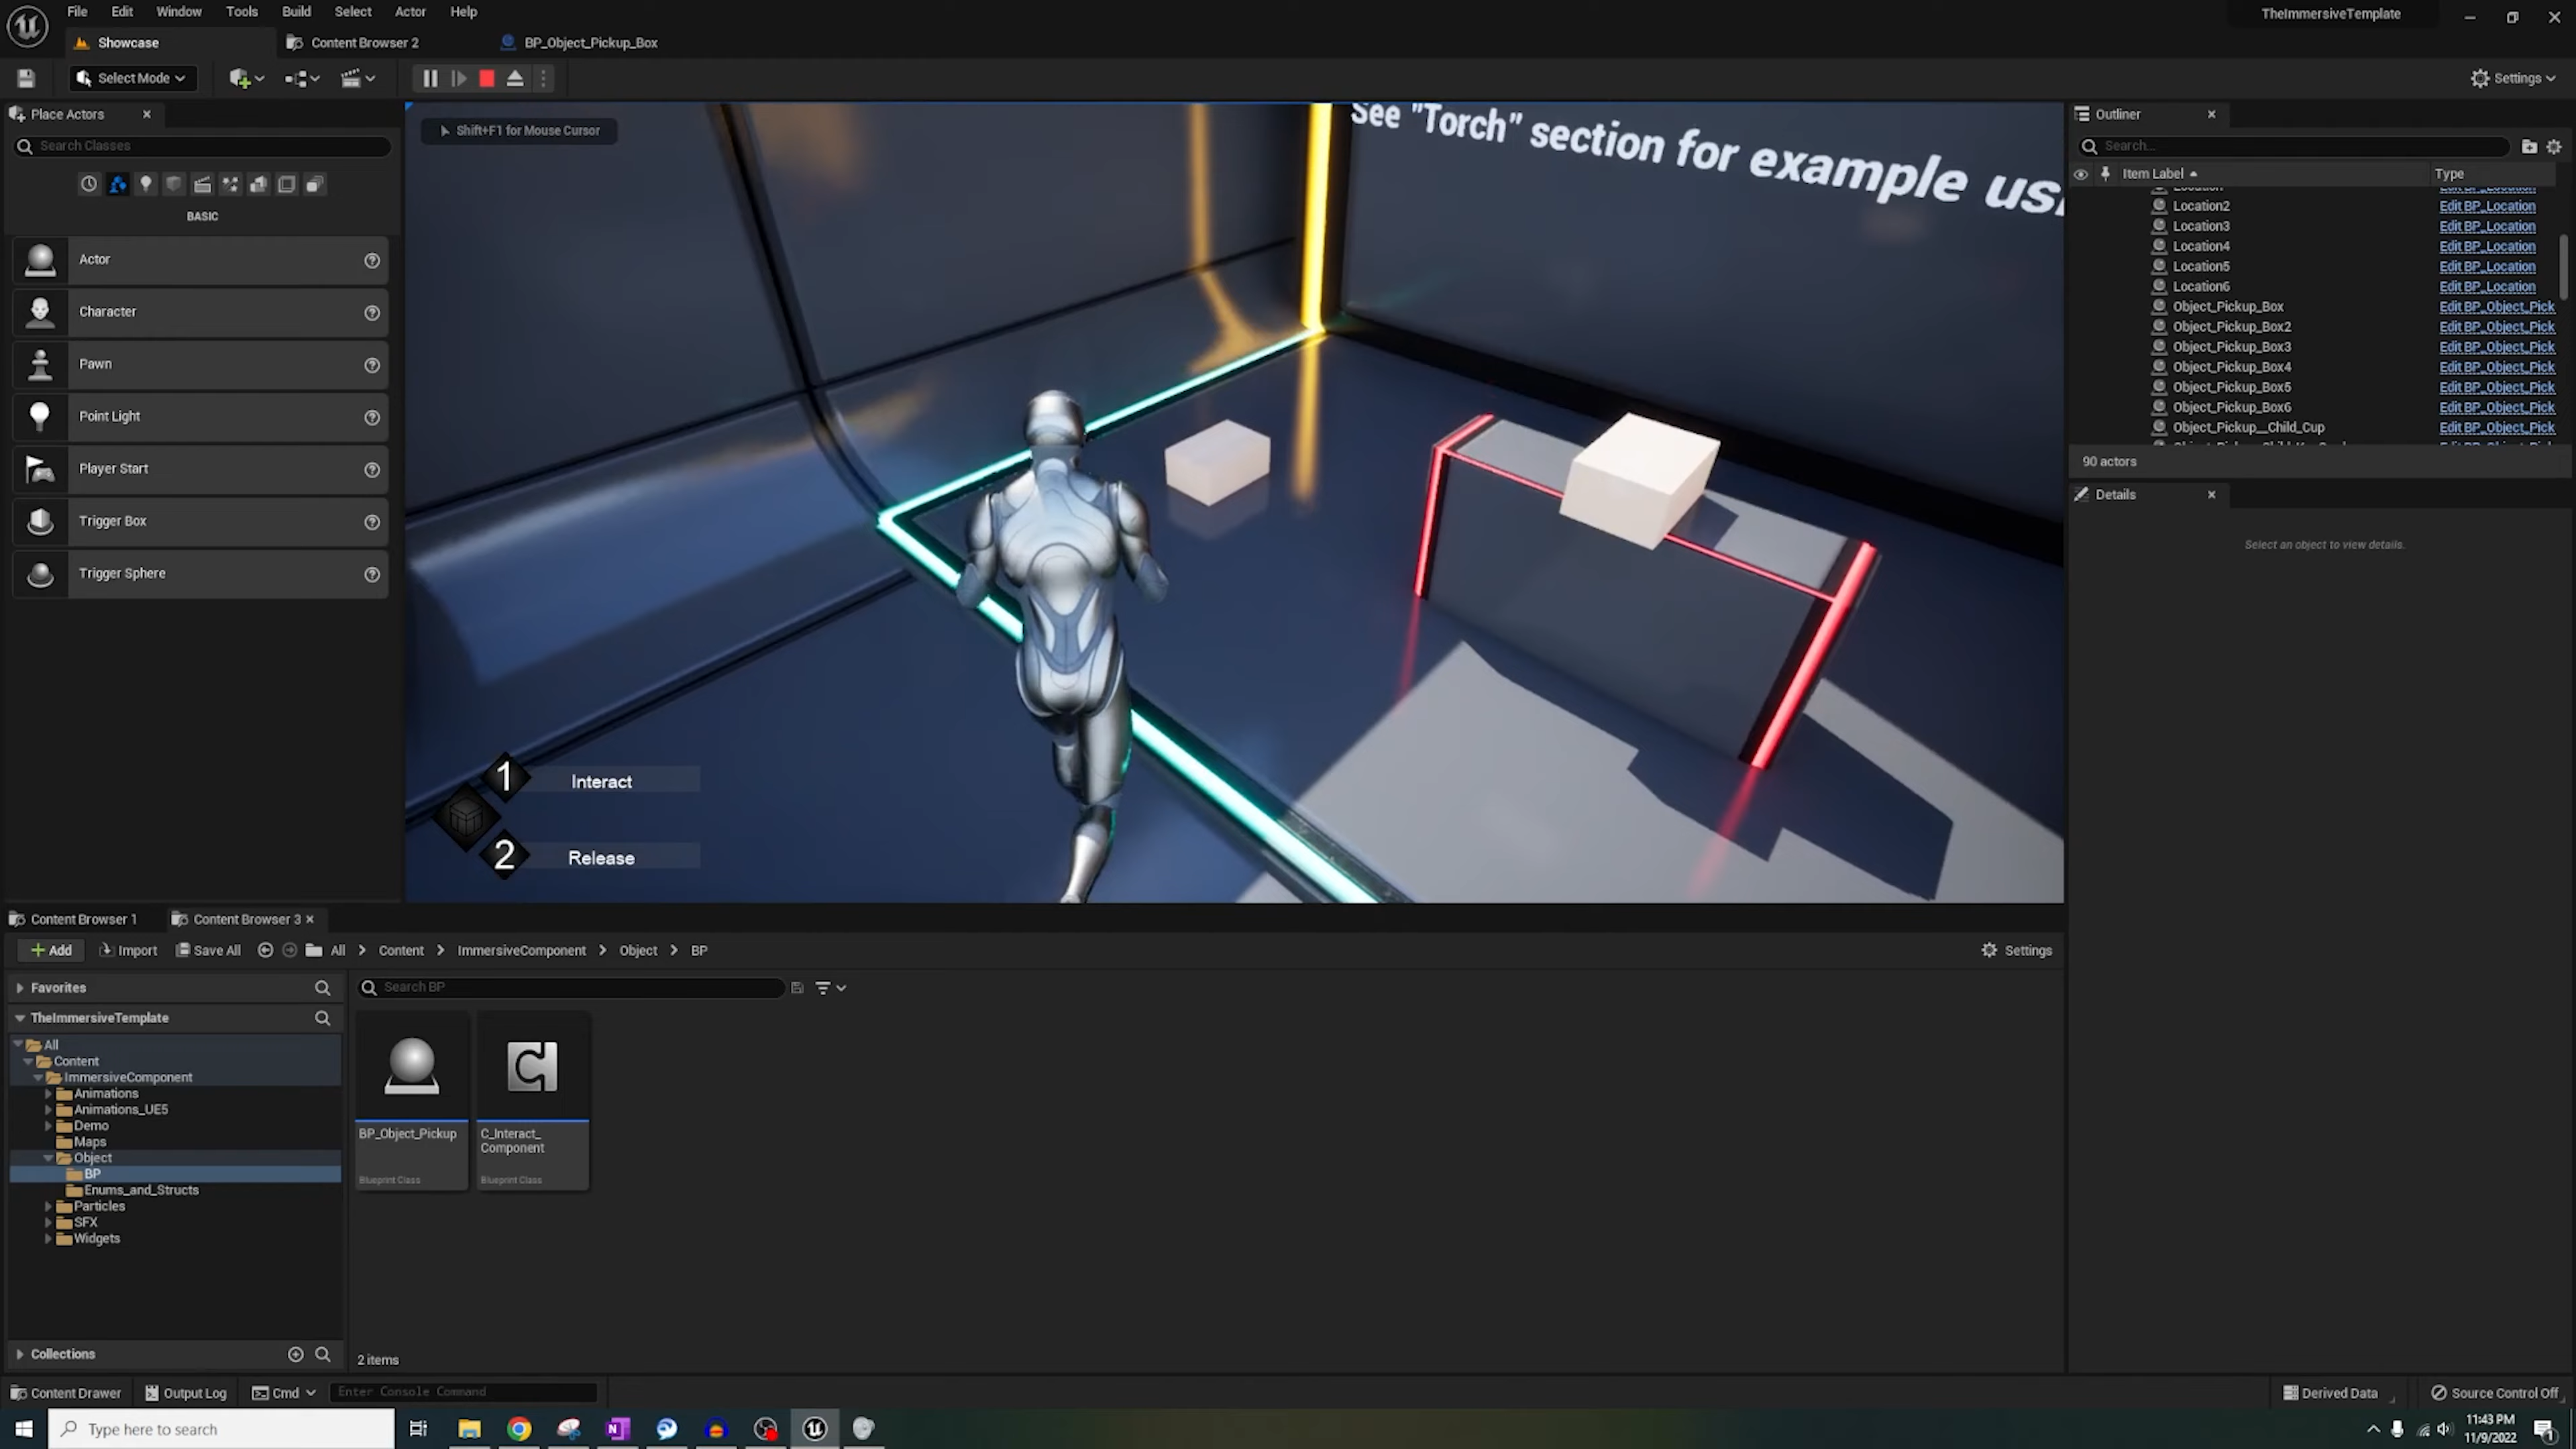 File Edit Window Tools Build Select Actor Help
TheImmersiveTemplate
Showcase
Content Browser 2
BP_Object_Pickup_Box
Select Mode
Settings
Place Actors
Shift+F1 for Mouse Cursor
Outliner
Search Classes
Search...
Item Label
Type
BASIC
Location2 Edit BP_Location
Location3 Edit BP_Location
Location4 Edit BP_Location
Location5 Edit BP_Location
Location6 Edit BP_Location
Object_Pickup_Box Edit BP_Object_Pick
Object_Pickup_Box2 Edit BP_Object_Pick
Object_Pickup_Box3 Edit BP_Object_Pick
Object_Pickup_Box4 Edit BP_Object_Pick
Object_Pickup_Box5 Edit BP_Object_Pick
Object_Pickup_Box6 Edit BP_Object_Pick
Object_Pickup__Child_Cup Edit BP_Object_Pick
90 actors
Details
Select an object to view details.
Actor
Character
Pawn
Point Light
Player Start
Trigger Box
Trigger Sphere
See "Torch" section for example us
1 Interact
2 Release
Content Browser 1
Content Browser 3
Add
Import
Save All
All > Content > ImmersiveComponent > Object > BP
Settings
Favorites
Search BP
TheImmersiveTemplate
All
Content
ImmersiveComponent
Animations
Animations_UE5
Demo
Maps
Object
BP
Enums_and_Structs
Particles
SFX
Widgets
BP_Object_Pickup
Blueprint Class
C_Interact_
Component
Blueprint Class
Collections
2 items
Content Drawer
Output Log
Cmd
Enter Console Command
Derived Data
Source Control Off
Type here to search
11:43 PM
11/9/2022
1